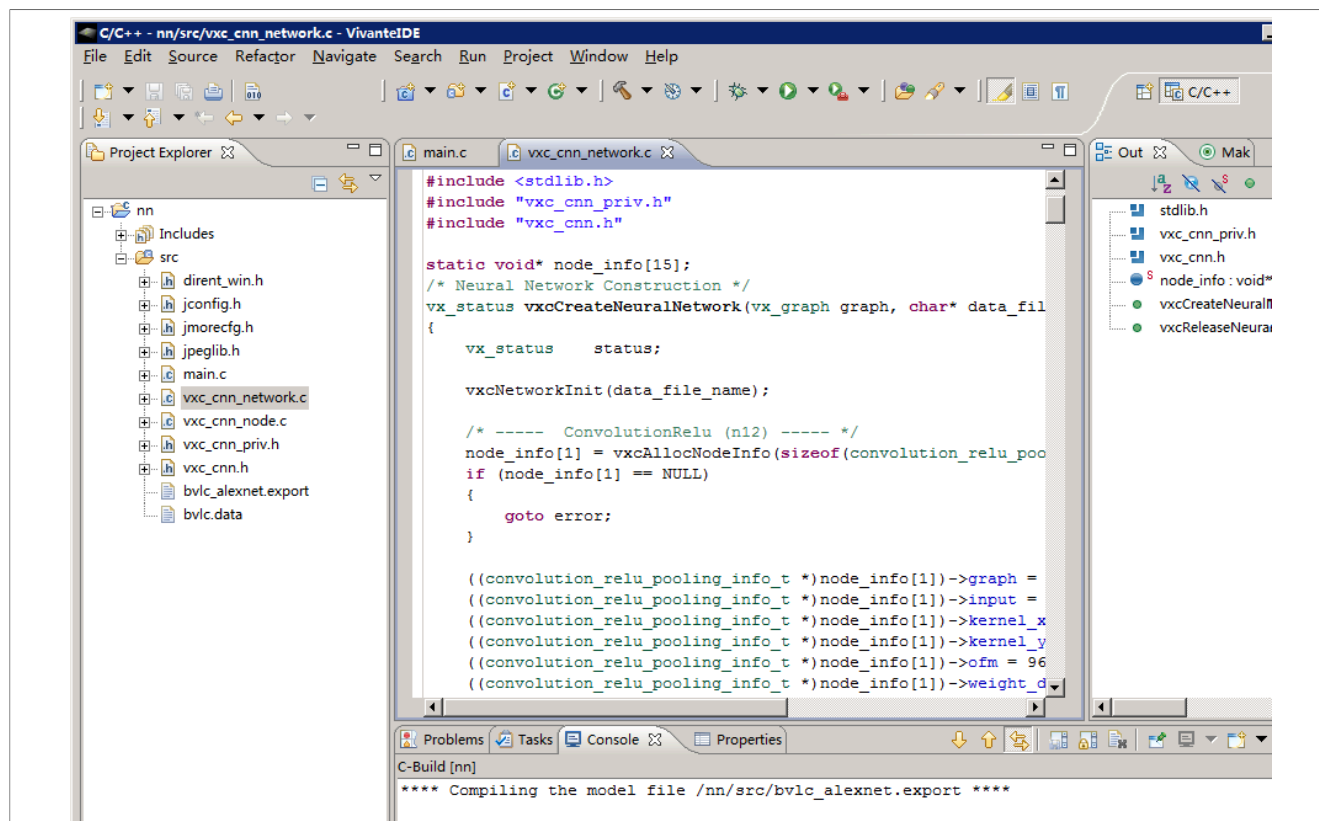 C/C++ - nn/src/vxc_cnn_network.c - VivanteIDE
File Edit Source Refactor Navigate Search Run Project Window Help
C/C++
Project Explorer
nn
Includes
src
dirent_win.h
jconfig.h
jmorecfg.h
jpeglib.h
main.c
vxc_cnn_network.c
vxc_cnn_node.c
vxc_cnn_priv.h
vxc_cnn.h
bvlc_alexnet.export
bvlc.data
main.c vxc_cnn_network.c
#include <stdlib.h>
#include "vxc_cnn_priv.h"
#include "vxc_cnn.h"
static void* node_info[15];
/* Neural Network Construction */
vx_status vxcCreateNeuralNetwork(vx_graph graph, char* data_fil
{
vx_status status;
vxcNetworkInit(data_file_name);
/* ----- ConvolutionRelu (n12) ----- */
node_info[1] = vxcAllocNodeInfo(sizeof(convolution_relu_poo
if (node_info[1] == NULL)
{
goto error;
}
((convolution_relu_pooling_info_t *)node_info[1])->graph =
((convolution_relu_pooling_info_t *)node_info[1])->input =
((convolution_relu_pooling_info_t *)node_info[1])->kernel_x
((convolution_relu_pooling_info_t *)node_info[1])->kernel_y
((convolution_relu_pooling_info_t *)node_info[1])->ofm = 96
((convolution_relu_pooling_info_t *)node_info[1])->weight_d
Out Mak
stdlib.h
vxc_cnn_priv.h
vxc_cnn.h
node_info : void*
vxcCreateNeural
vxcReleaseNeura
Problems Tasks Console Properties
C-Build [nn]
**** Compiling the model file /nn/src/bvlc_alexnet.export ****